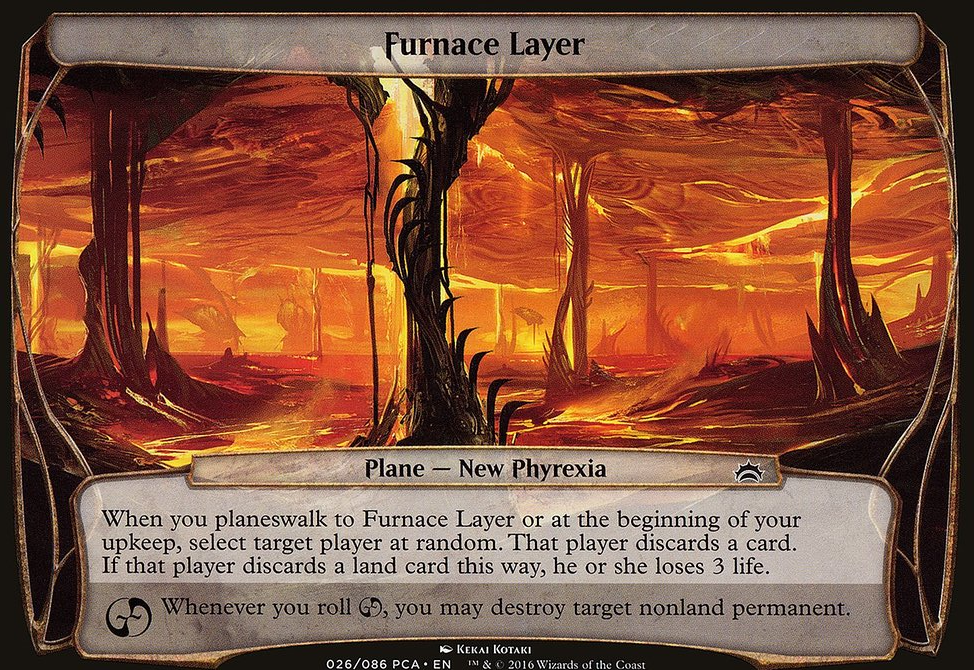 Furnace Layer
Plane — New Phyrexia
When you planeswalk to Furnace Layer or at the beginning of your
upkeep, select target player at random. That player discards a card.
If that player discards a land card this way, he or she loses 3 life.
Whenever you roll , you may destroy target nonland permanent.
Kekai Kotaki
026/086 PCA • EN ™ & © 2016 Wizards of the Coast